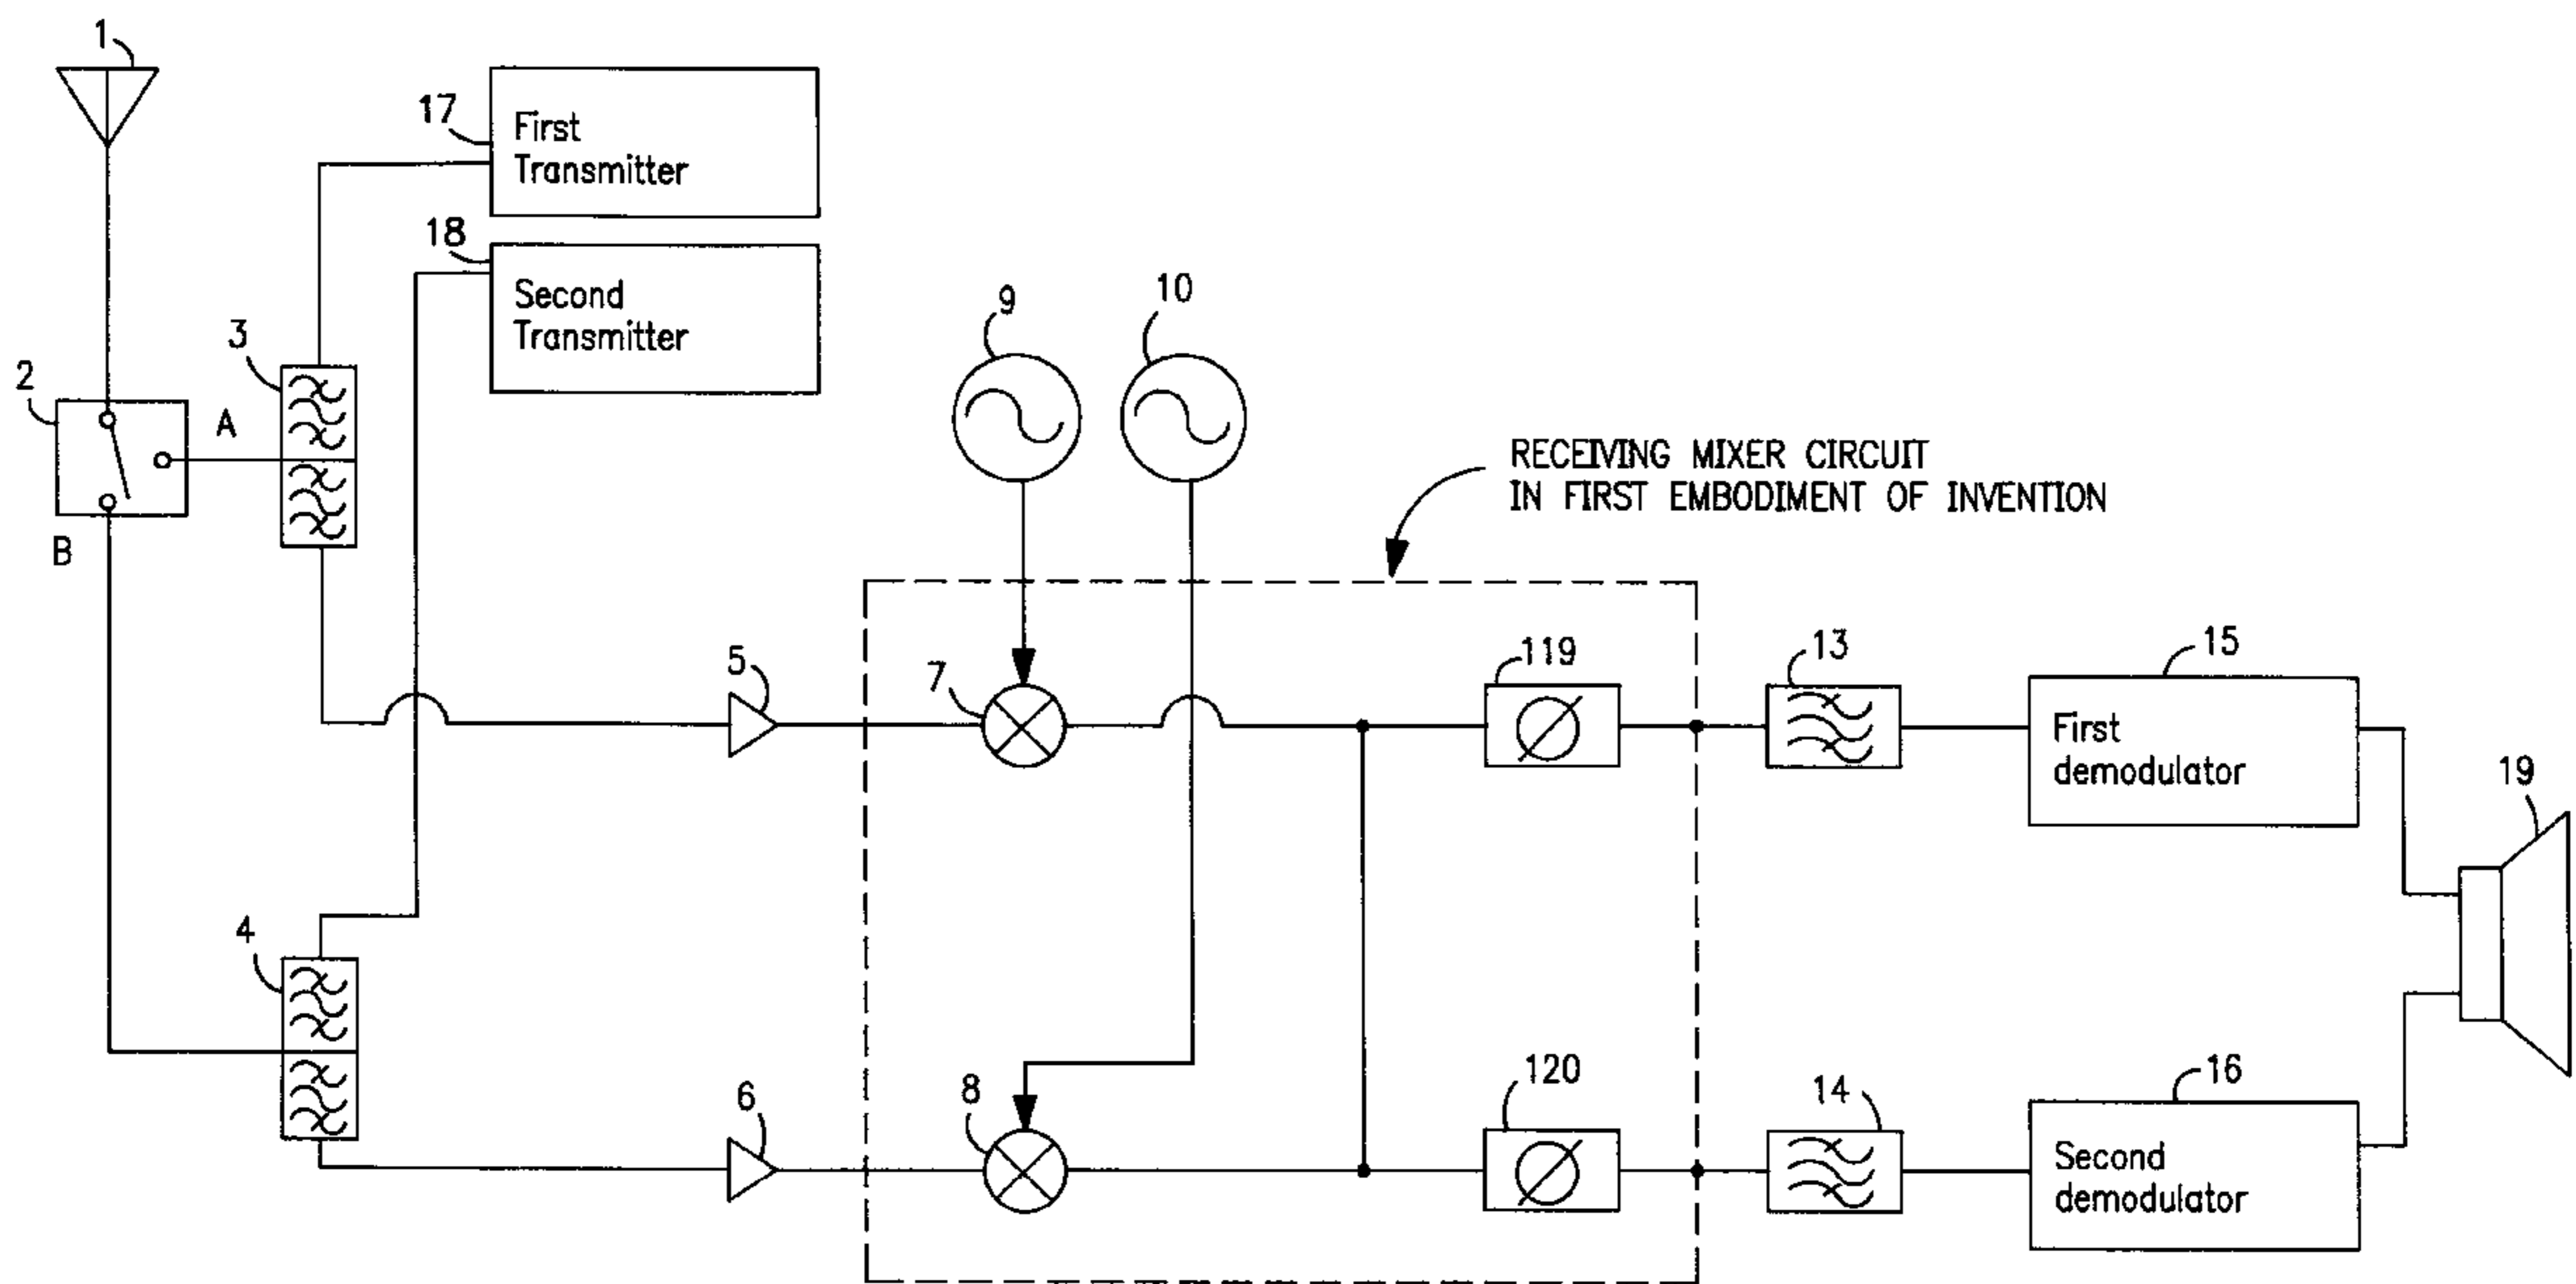 1
17
First
Transmitter
18
Second
Transmitter
9
10
3
2
A
B
RECEIVING MIXER CIRCUIT
IN FIRST EMBODIMENT OF INVENTION
5
7
119
13
15
First
demodulator
19
4
6
8
120
14
16
Second
demodulator